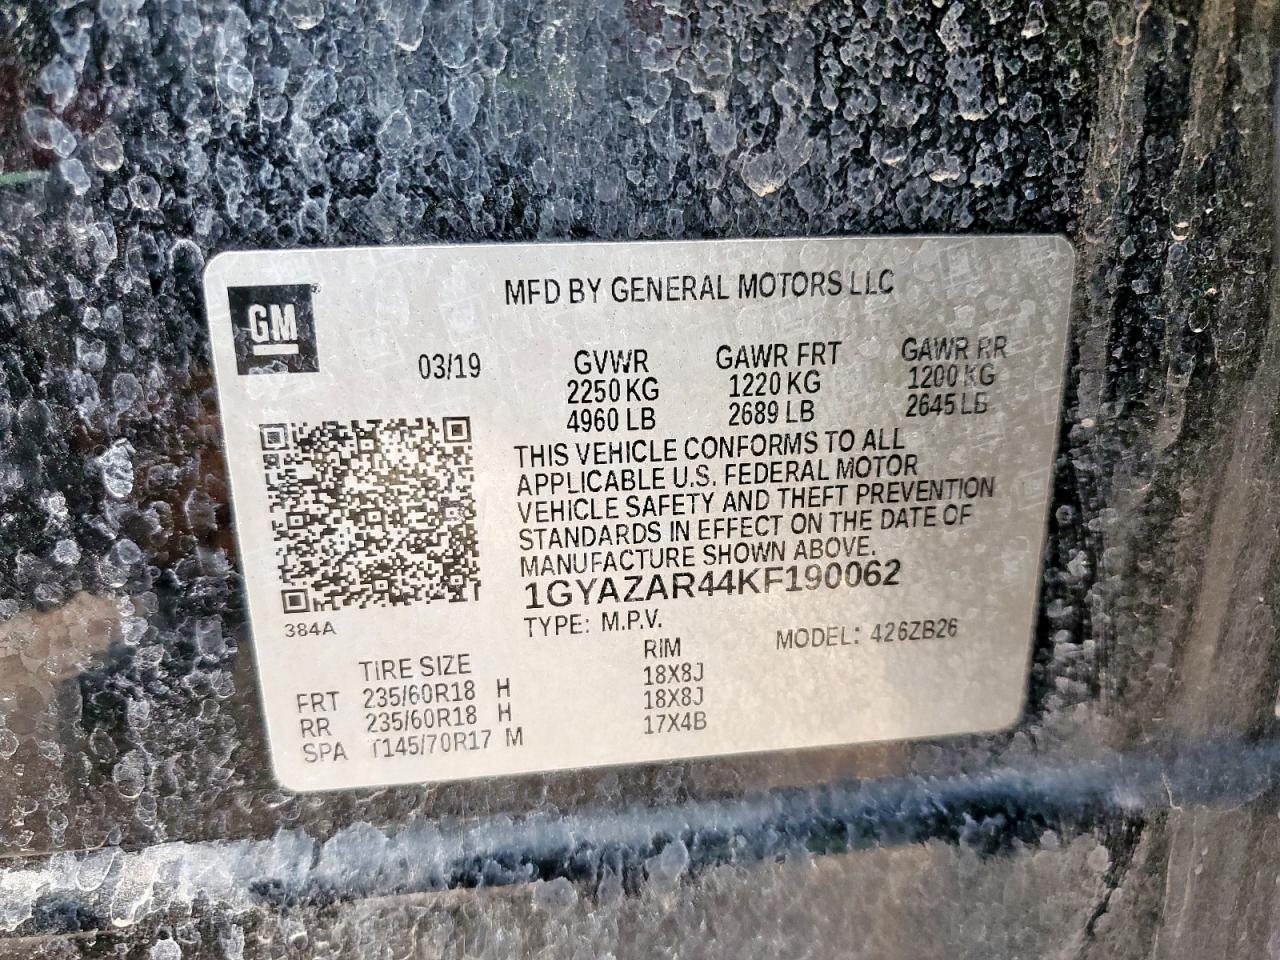 MFD BY GENERAL MOTORS LLC
GM
03/19
GVWR GAWR FRT GAWR RR
2250 KG 1220 KG 1200 KG
4960 LB 2689 LB 2645 LB
THIS VEHICLE CONFORMS TO ALL
APPLICABLE U.S. FEDERAL MOTOR
VEHICLE SAFETY AND THEFT PREVENTION
STANDARDS IN EFFECT ON THE DATE OF
MANUFACTURE SHOWN ABOVE.
1GYAZAR44KF190062
384A
TYPE: M.P.V. MODEL: 426ZB26
TIRE SIZE RIM
FRT 235/60R18 H 18X8J
RR 235/60R18 H 18X8J
SPA T145/70R17 M 17X4B